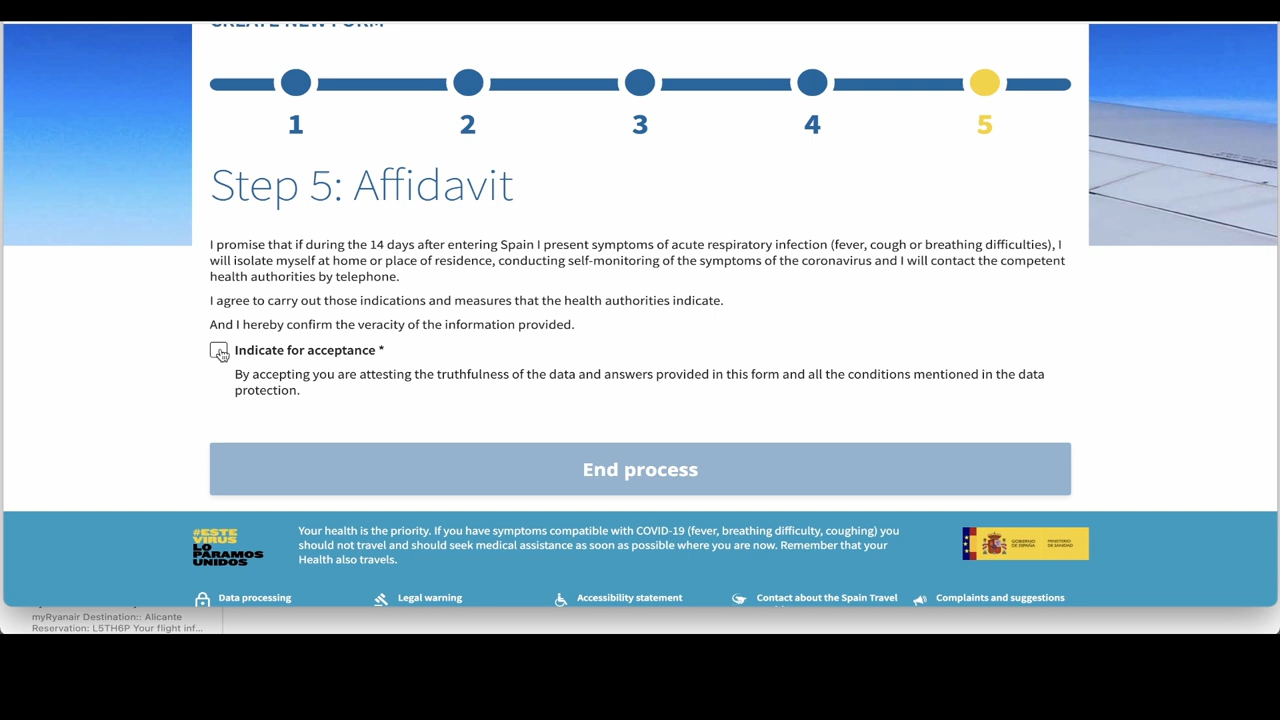 CREATE NEW FORM
1 2 3 4 5
Step 5: Affidavit
I promise that if during the 14 days after entering Spain I present symptoms of acute respiratory infection (fever, cough or breathing difficulties), I
will isolate myself at home or place of residence, conducting self-monitoring of the symptoms of the coronavirus and I will contact the competent
health authorities by telephone.
I agree to carry out those indications and measures that the health authorities indicate.
And I hereby confirm the veracity of the information provided.
Indicate for acceptance *
By accepting you are attesting the truthfulness of the data and answers provided in this form and all the conditions mentioned in the data
protection.
End process
#ESTE
VIRUS
LO
PARAMOS
UNIDOS
Your health is the priority. If you have symptoms compatible with COVID-19 (fever, breathing difficulty, coughing) you
should not travel and should seek medical assistance as soon as possible where you are now. Remember that your
Health also travels.
GOBIERNO
DE ESPAÑA
MINISTERIO
DE SANIDAD
Data processing
Legal warning
Accessibility statement
Contact about the Spain Travel
Complaints and suggestions
myRyanair Destination:: Alicante
Reservation: L5TH6P Your flight inf...